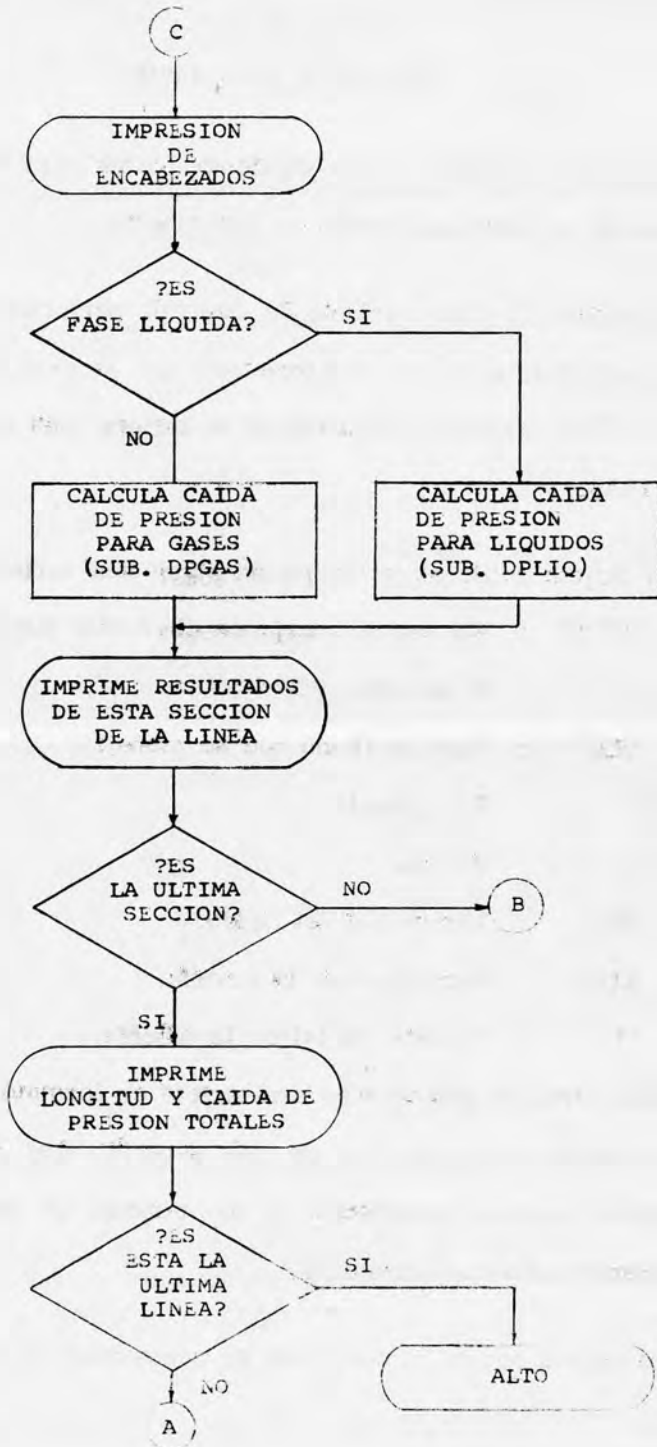 C
IMPRESION
DE
ENCABEZADOS
?ES
FASE LIQUIDA?
SI
NO
CALCULA CAIDA
DE PRESION
PARA GASES
(SUB. DPGAS)
CALCULA CAIDA
DE PRESION
PARA LIQUIDOS
(SUB. DPLIQ)
IMPRIME RESULTADOS
DE ESTA SECCION
DE LA LINEA
?ES
LA ULTIMA
SECCION?
NO
B
SI
IMPRIME
LONGITUD Y CAIDA DE
PRESION TOTALES
?ES
ESTA LA
ULTIMA
LINEA?
SI
ALTO
NO
A